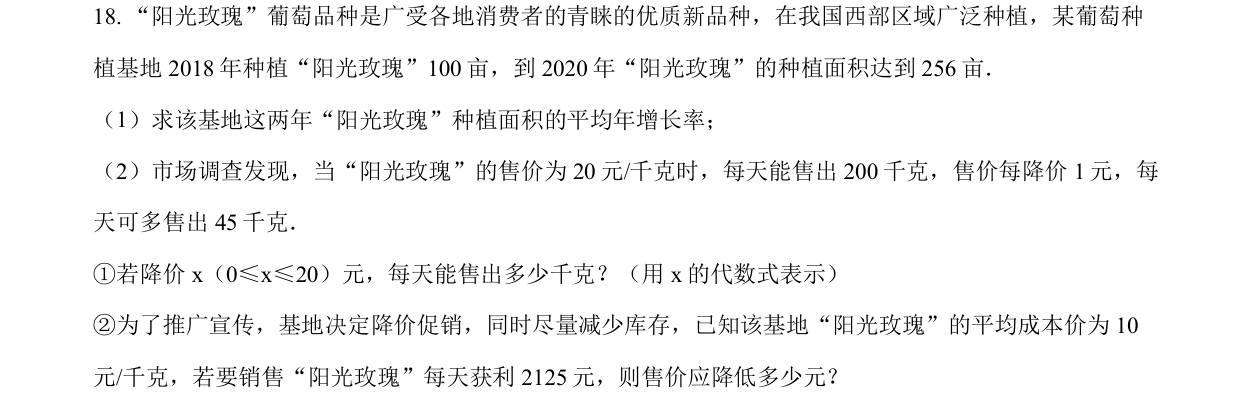 18. “阳光玫瑰”葡萄品种是广受各地消费者的青睐的优质新品种，在我国西部区域广泛种植，某葡萄种
植基地 2018 年种植“阳光玫瑰”100 亩，到 2020 年“阳光玫瑰”的种植面积达到 256 亩．
（1）求该基地这两年“阳光玫瑰”种植面积的平均年增长率；
（2）市场调查发现，当“阳光玫瑰”的售价为 20 元/千克时，每天能售出 200 千克，售价每降价 1 元，每
天可多售出 45 千克．
①若降价 x（0≤x≤20）元，每天能售出多少千克？（用 x 的代数式表示）
②为了推广宣传，基地决定降价促销，同时尽量减少库存，已知该基地“阳光玫瑰”的平均成本价为 10
元/千克，若要销售“阳光玫瑰”每天获利 2125 元，则售价应降低多少元？